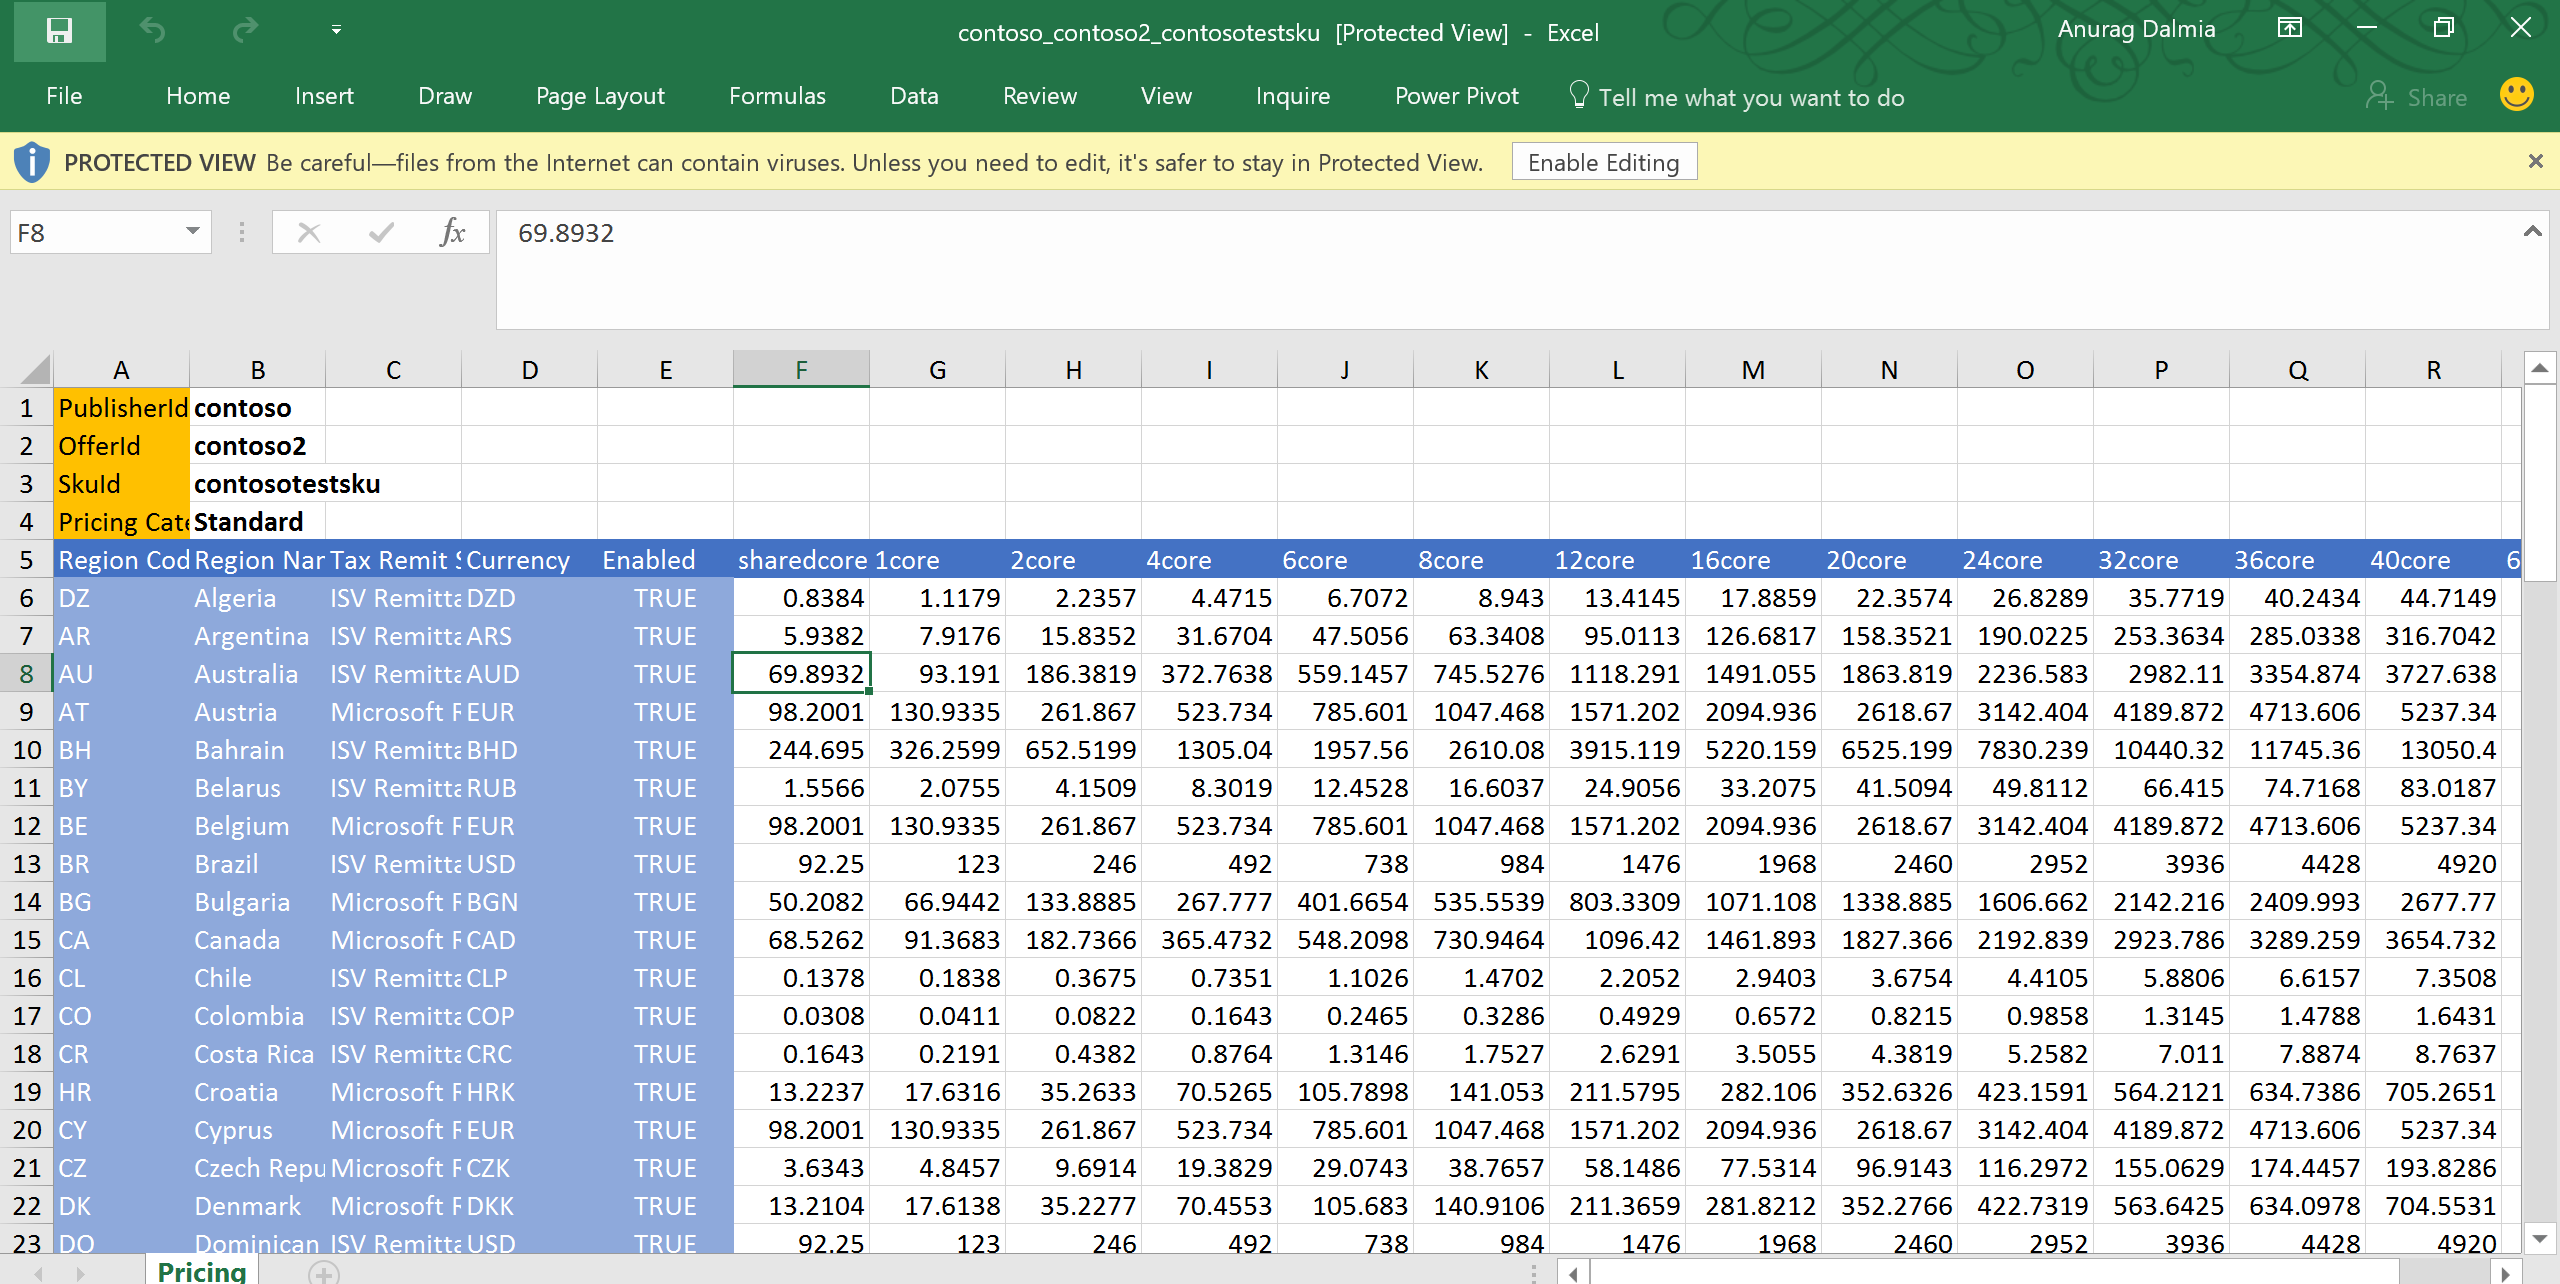 contoso_contoso2_contosotestsku [Protected View] - Excel
Anurag Dalmia
File Home Insert Draw Page Layout Formulas Data Review View Inquire Power Pivot Tell me what you want to do Share
PROTECTED VIEW Be careful—files from the Internet can contain viruses. Unless you need to edit, it's safer to stay in Protected View. Enable Editing
F8 fx 69.8932
A B C D E F G H I J K L M N O P Q R
1 PublisherId contoso
2 OfferId contoso2
3 SkuId contosotestsku
4 Pricing Cate Standard
5 Region Cod Region Nar Tax Remit S Currency Enabled sharedcore 1core 2core 4core 6core 8core 12core 16core 20core 24core 32core 36core 40core 6
6 DZ Algeria ISV Remitta DZD TRUE 0.8384 1.1179 2.2357 4.4715 6.7072 8.943 13.4145 17.8859 22.3574 26.8289 35.7719 40.2434 44.7149
7 AR Argentina ISV Remitta ARS TRUE 5.9382 7.9176 15.8352 31.6704 47.5056 63.3408 95.0113 126.6817 158.3521 190.0225 253.3634 285.0338 316.7042
8 AU Australia ISV Remitta AUD TRUE 69.8932 93.191 186.3819 372.7638 559.1457 745.5276 1118.291 1491.055 1863.819 2236.583 2982.11 3354.874 3727.638
9 AT Austria Microsoft R EUR TRUE 98.2001 130.9335 261.867 523.734 785.601 1047.468 1571.202 2094.936 2618.67 3142.404 4189.872 4713.606 5237.34
10 BH Bahrain ISV Remitta BHD TRUE 244.695 326.2599 652.5199 1305.04 1957.56 2610.08 3915.119 5220.159 6525.199 7830.239 10440.32 11745.36 13050.4
11 BY Belarus ISV Remitta RUB TRUE 1.5566 2.0755 4.1509 8.3019 12.4528 16.6037 24.9056 33.2075 41.5094 49.8112 66.415 74.7168 83.0187
12 BE Belgium Microsoft R EUR TRUE 98.2001 130.9335 261.867 523.734 785.601 1047.468 1571.202 2094.936 2618.67 3142.404 4189.872 4713.606 5237.34
13 BR Brazil ISV Remitta USD TRUE 92.25 123 246 492 738 984 1476 1968 2460 2952 3936 4428 4920
14 BG Bulgaria Microsoft R BGN TRUE 50.2082 66.9442 133.8885 267.777 401.6654 535.5539 803.3309 1071.108 1338.885 1606.662 2142.216 2409.993 2677.77
15 CA Canada Microsoft R CAD TRUE 68.5262 91.3683 182.7366 365.4732 548.2098 730.9464 1096.42 1461.893 1827.366 2192.839 2923.786 3289.259 3654.732
16 CL Chile ISV Remitta CLP TRUE 0.1378 0.1838 0.3675 0.7351 1.1026 1.4702 2.2052 2.9403 3.6754 4.4105 5.8806 6.6157 7.3508
17 CO Colombia ISV Remitta COP TRUE 0.0308 0.0411 0.0822 0.1643 0.2465 0.3286 0.4929 0.6572 0.8215 0.9858 1.3145 1.4788 1.6431
18 CR Costa Rica ISV Remitta CRC TRUE 0.1643 0.2191 0.4382 0.8764 1.3146 1.7527 2.6291 3.5055 4.3819 5.2582 7.011 7.8874 8.7637
19 HR Croatia Microsoft R HRK TRUE 13.2237 17.6316 35.2633 70.5265 105.7898 141.053 211.5795 282.106 352.6326 423.1591 564.2121 634.7386 705.2651
20 CY Cyprus Microsoft R EUR TRUE 98.2001 130.9335 261.867 523.734 785.601 1047.468 1571.202 2094.936 2618.67 3142.404 4189.872 4713.606 5237.34
21 CZ Czech Repu Microsoft R CZK TRUE 3.6343 4.8457 9.6914 19.3829 29.0743 38.7657 58.1486 77.5314 96.9143 116.2972 155.0629 174.4457 193.8286
22 DK Denmark Microsoft R DKK TRUE 13.2104 17.6138 35.2277 70.4553 105.683 140.9106 211.3659 281.8212 352.2766 422.7319 563.6425 634.0978 704.5531
23 DO Dominican ISV Remitta USD TRUE 92.25 123 246 492 738 984 1476 1968 2460 2952 3936 4428 4920
Pricing